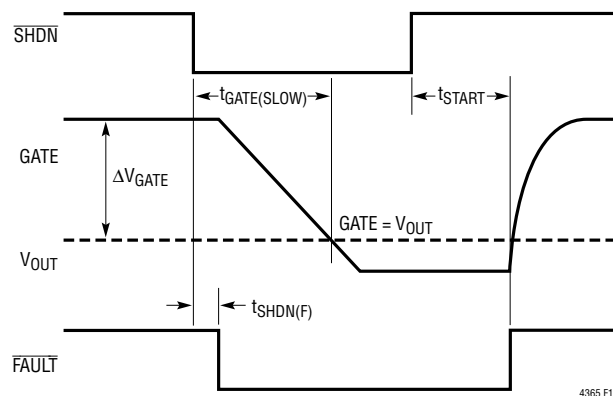 SHDN
tGATE(SLOW)
tSTART
GATE
ΔVGATE
GATE = VOUT
VOUT
tSHDN(F)
FAULT
4365 F1